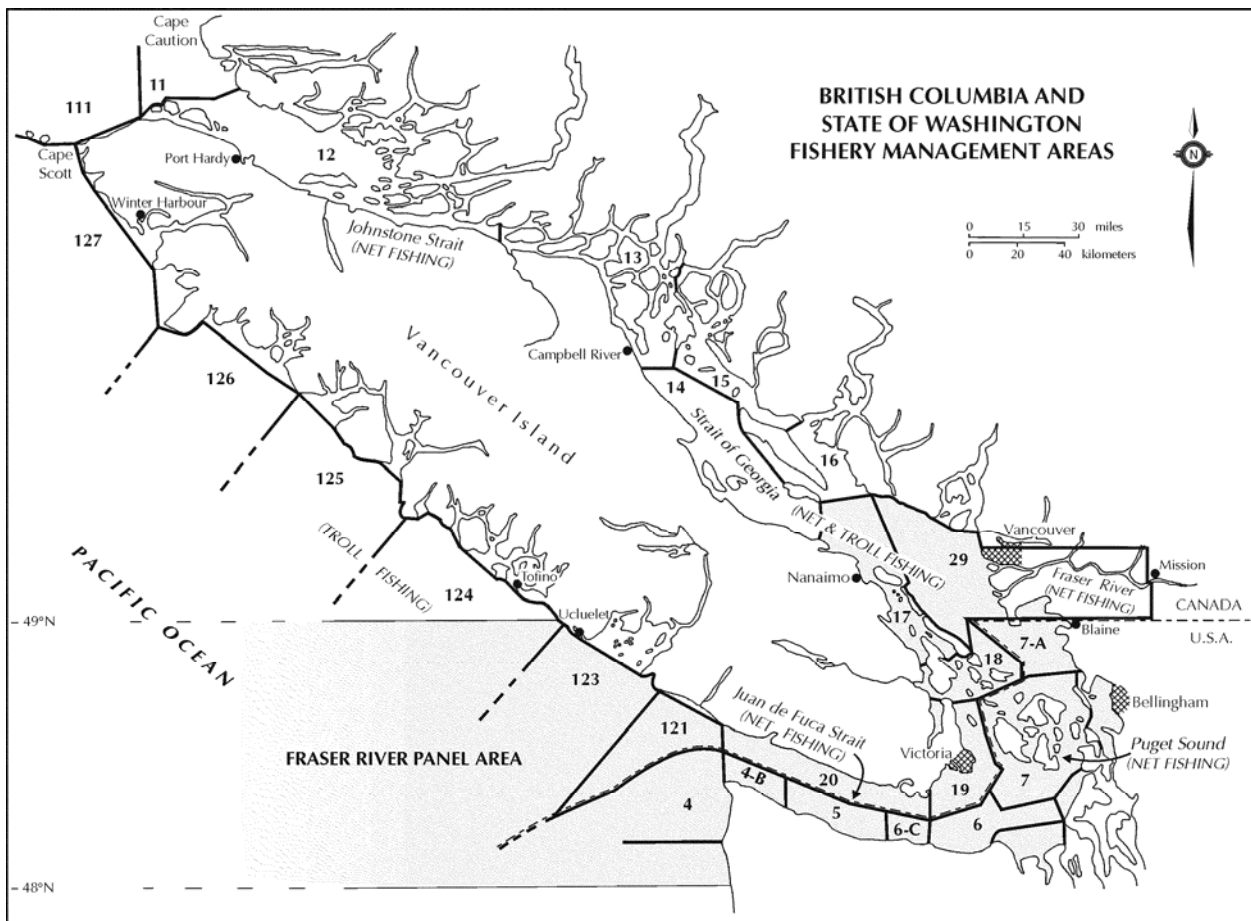 Cape
Caution
11
111
Cape
Scott
Port Hardy
12
BRITISH COLUMBIA AND
STATE OF WASHINGTON
FISHERY MANAGEMENT AREAS
N
Winter Harbour
127
Johnstone Strait
(NET FISHING)
13
0 15 30 miles
0 20 40 kilometers
Campbell River
126
Vancouver Island
14
15
Strait of Georgia
(NET & TROLL FISHING)
16
125
(TROLL
FISHING)
Vancouver
29
Mission
Fraser River
(NET FISHING)
Nanaimo
PACIFIC OCEAN
124
Tofino
Ucluelet
17
CANADA
49°N
U.S.A.
Blaine
7-A
18
123
Bellingham
121
Juan de Fuca Strait
(NET FISHING)
Victoria
Puget Sound
(NET FISHING)
FRASER RIVER PANEL AREA
4-B
20
19
7
4
5
6-C
6
48°N